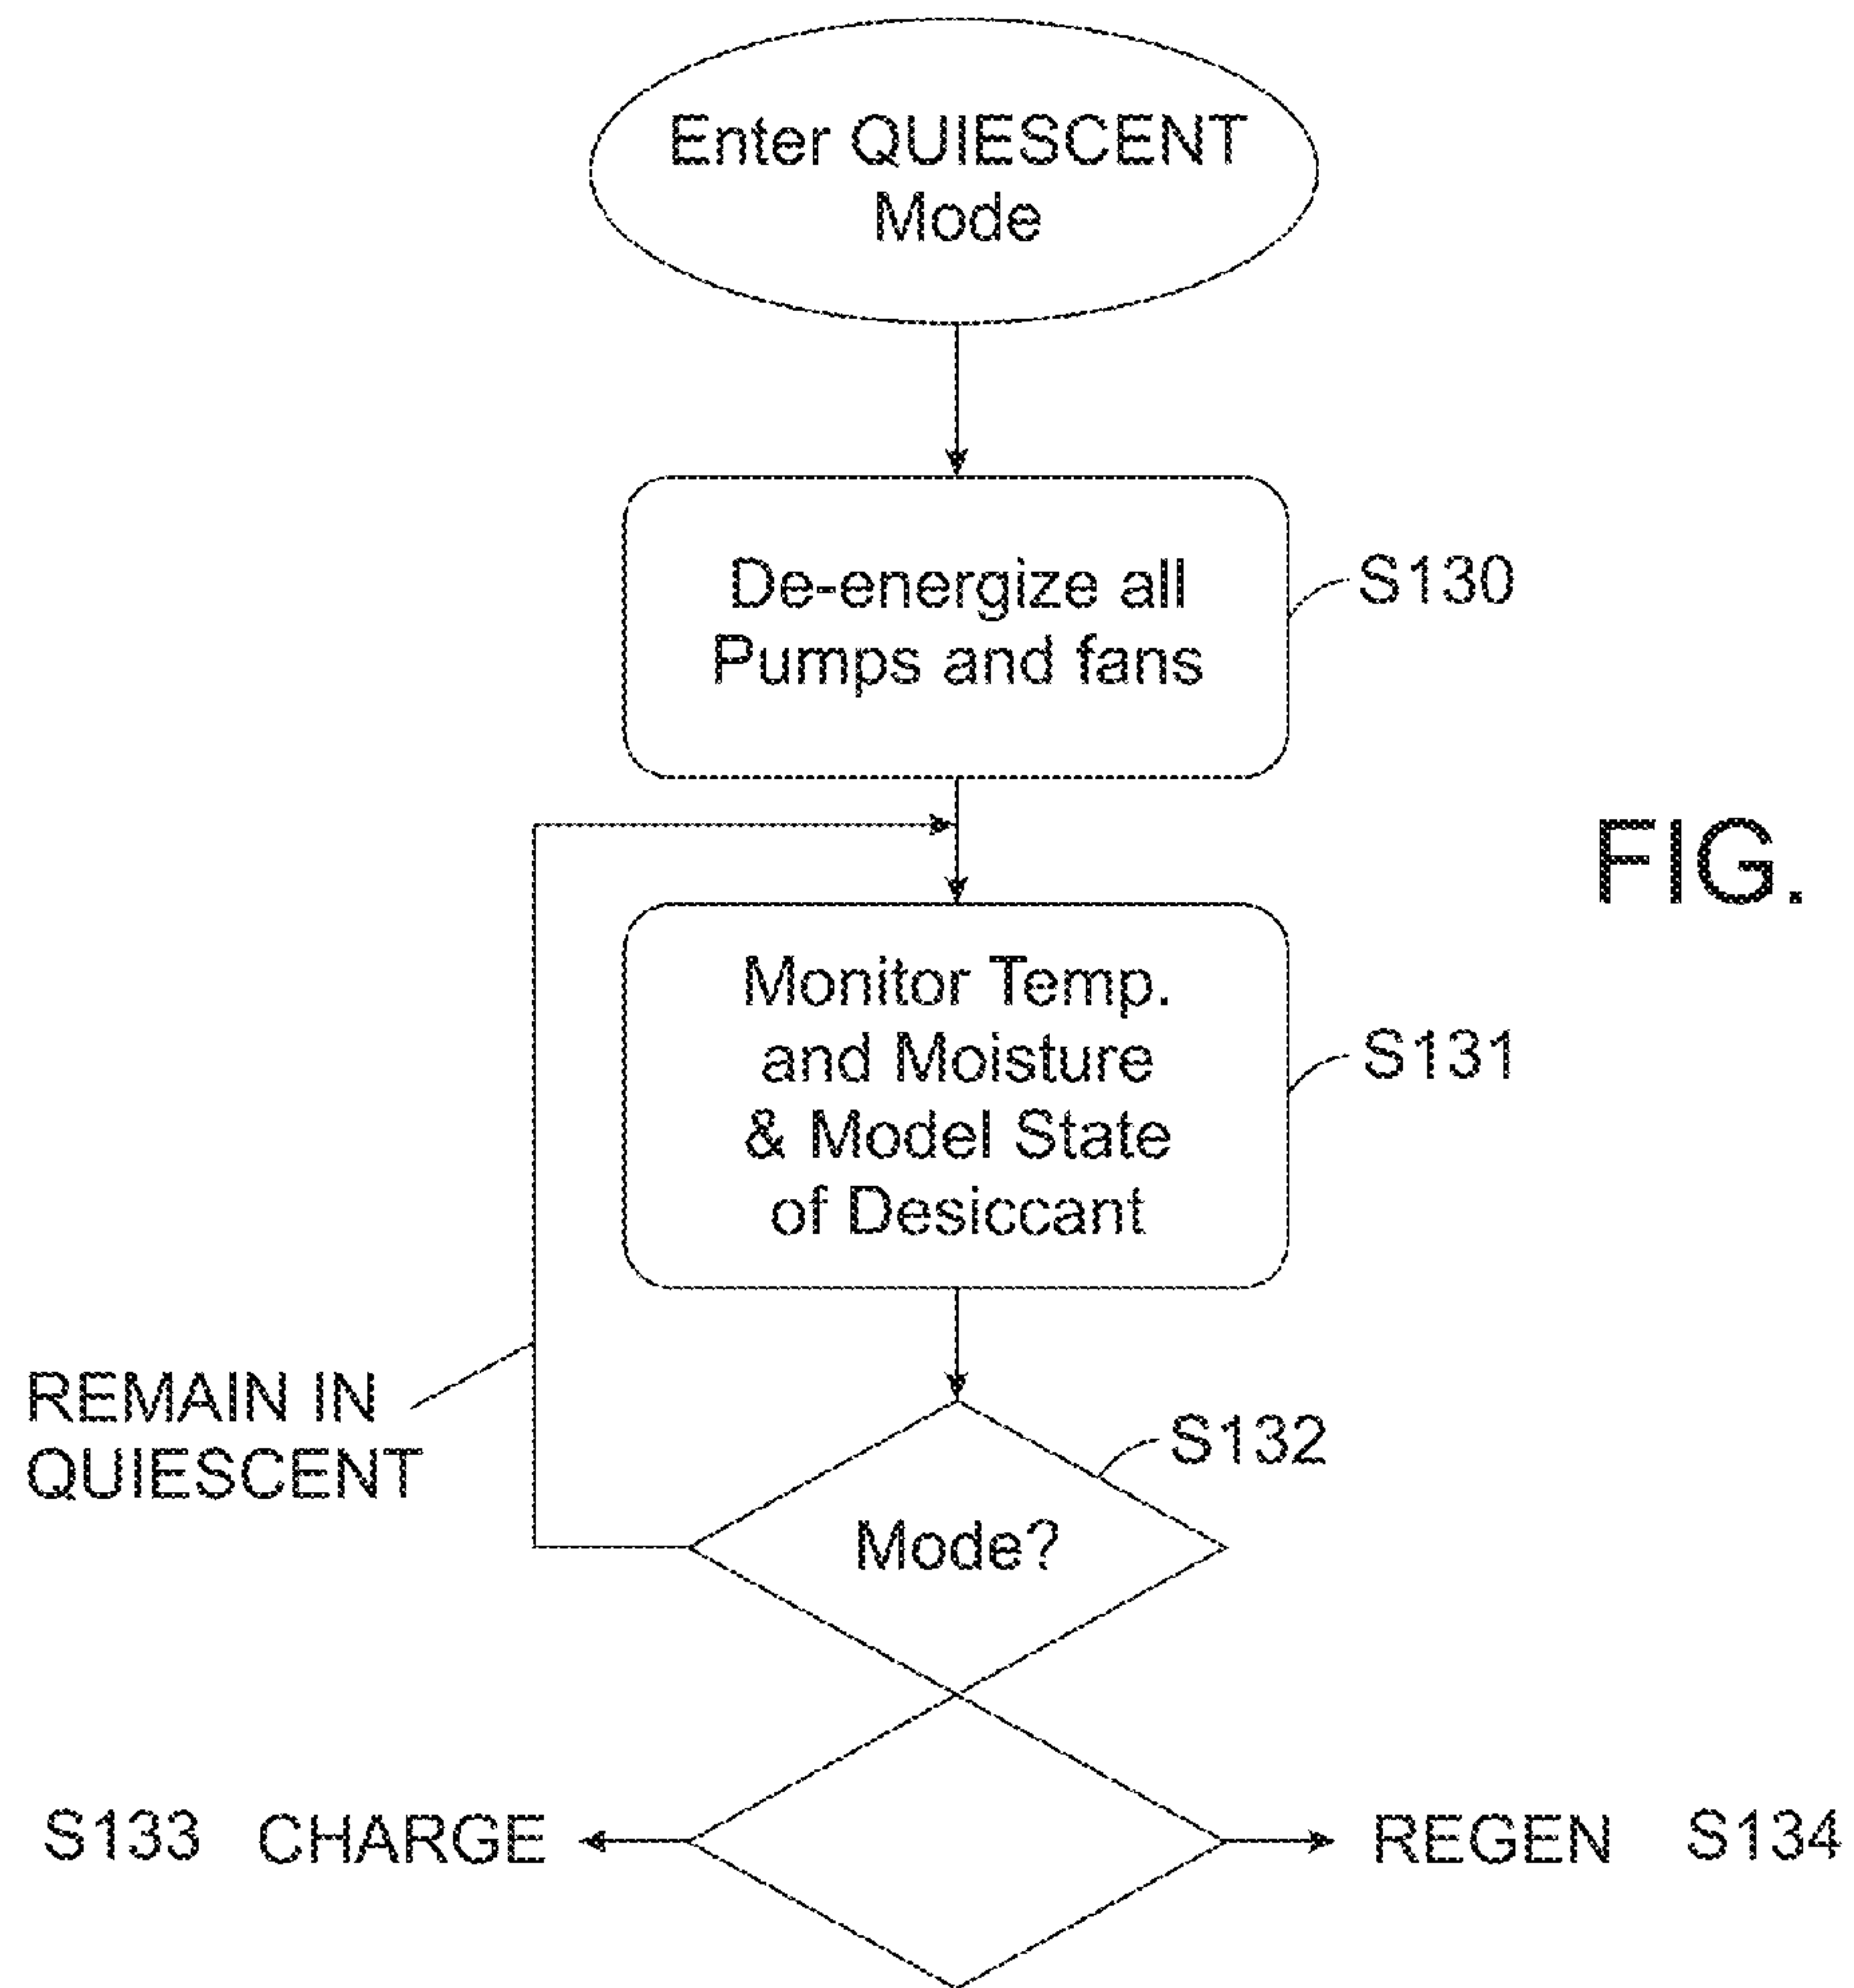 Enter QUIESCENT
Mode
De-energize all
Pumps and fans
S130
FIG.
Monitor Temp.
and Moisture
& Model State
of Desiccant
S131
REMAIN IN
QUIESCENT
S132
Mode?
S133 CHARGE
REGEN S134